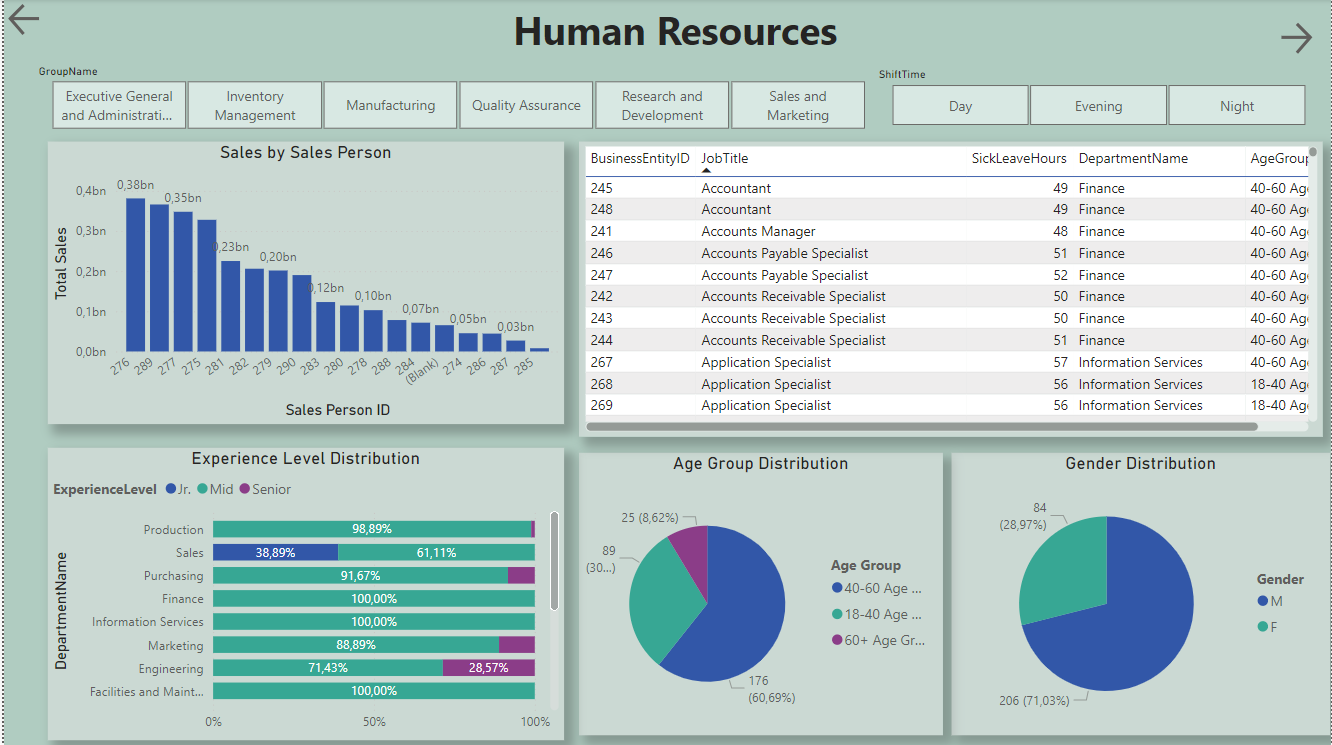 Human Resources
GroupName
ShiftTime
Executive General
and Administrati...
Inventory
Management
Manufacturing
Quality Assurance
Research and
Development
Sales and
Marketing
Day
Evening
Night
Sales by Sales Person
Total Sales
0,4bn
0,3bn
0,2bn
0,1bn
0,0bn
0,38bn
0,35bn
0,23bn
0,20bn
0,12bn
0,10bn
0,07bn
0,05bn
0,03bn
276
289
277
275
281
282
279
290
283
280
278
288
284
(Blank)
274
286
287
285
Sales Person ID
BusinessEntityID JobTitle SickLeaveHours DepartmentName AgeGroup
245 Accountant 49 Finance 40-60 Ag
248 Accountant 49 Finance 40-60 Ag
241 Accounts Manager 48 Finance 40-60 Ag
246 Accounts Payable Specialist 51 Finance 40-60 Ag
247 Accounts Payable Specialist 52 Finance 40-60 Ag
242 Accounts Receivable Specialist 50 Finance 40-60 Ag
243 Accounts Receivable Specialist 50 Finance 40-60 Ag
244 Accounts Receivable Specialist 51 Finance 40-60 Ag
267 Application Specialist 57 Information Services 40-60 Ag
268 Application Specialist 56 Information Services 18-40 Ag
269 Application Specialist 56 Information Services 18-40 Ag
Experience Level Distribution
ExperienceLevel Jr. Mid Senior
DepartmentName
Production 98,89%
Sales 38,89% 61,11%
Purchasing 91,67%
Finance 100,00%
Information Services 100,00%
Marketing 88,89%
Engineering 71,43% 28,57%
Facilities and Maint... 100,00%
0% 50% 100%
Age Group Distribution
25 (8,62%)
89
(30...)
176
(60,69%)
Age Group
40-60 Age ...
18-40 Age ...
60+ Age Gr...
Gender Distribution
84
(28,97%)
206 (71,03%)
Gender
M
F